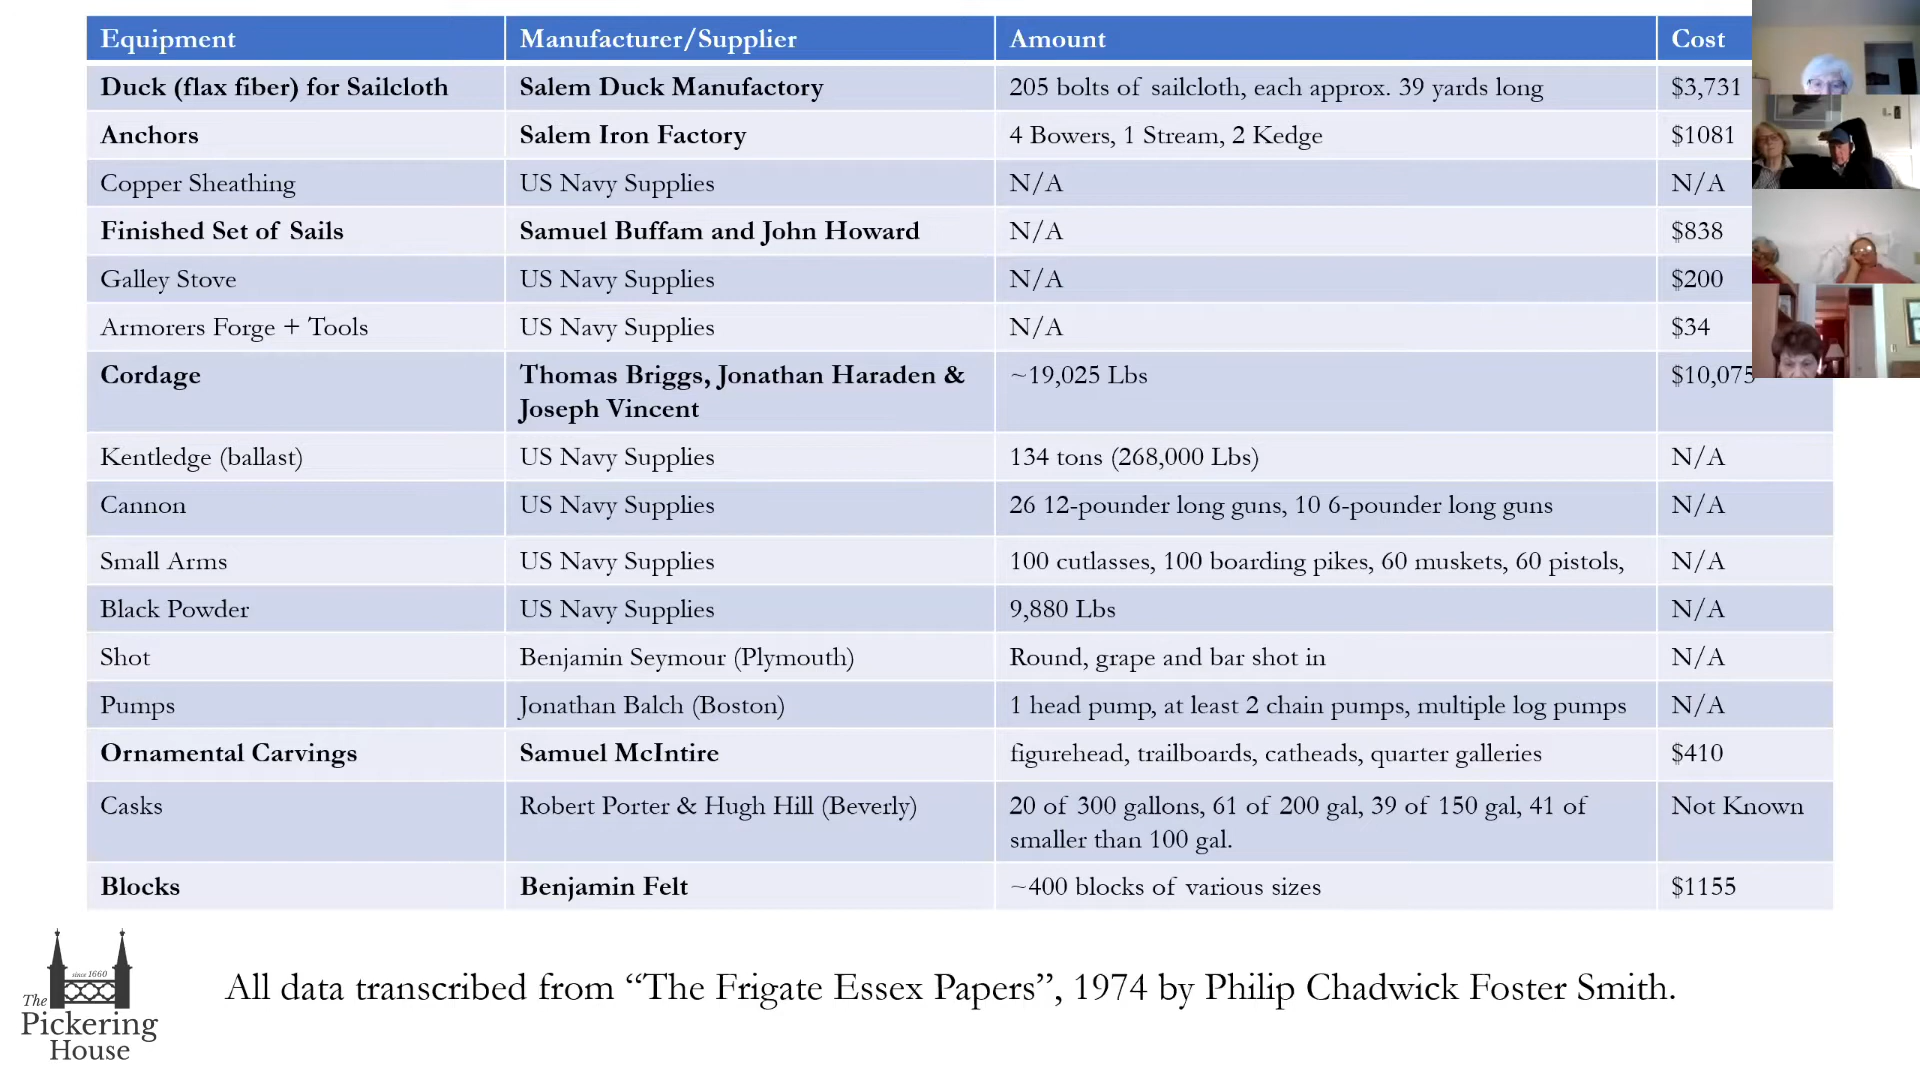 Equipment Manufacturer/Supplier Amount Cost
Duck (flax fiber) for Sailcloth Salem Duck Manufactory 205 bolts of sailcloth, each approx. 39 yards long $3,731
Anchors Salem Iron Factory 4 Bowers, 1 Stream, 2 Kedge $1081
Copper Sheathing US Navy Supplies N/A N/A
Finished Set of Sails Samuel Buffam and John Howard N/A $838
Galley Stove US Navy Supplies N/A $200
Armorers Forge + Tools US Navy Supplies N/A $34
Cordage Thomas Briggs, Jonathan Haraden & ~19,025 Lbs $10,075
Joseph Vincent
Kentledge (ballast) US Navy Supplies 134 tons (268,000 Lbs) N/A
Cannon US Navy Supplies 26 12-pounder long guns, 10 6-pounder long guns N/A
Small Arms US Navy Supplies 100 cutlasses, 100 boarding pikes, 60 muskets, 60 pistols, N/A
Black Powder US Navy Supplies 9,880 Lbs N/A
Shot Benjamin Seymour (Plymouth) Round, grape and bar shot in N/A
Pumps Jonathan Balch (Boston) 1 head pump, at least 2 chain pumps, multiple log pumps N/A
Ornamental Carvings Samuel McIntire figurehead, trailboards, catheads, quarter galleries $410
Casks Robert Porter & Hugh Hill (Beverly) 20 of 300 gallons, 61 of 200 gal, 39 of 150 gal, 41 of Not Known
smaller than 100 gal.
Blocks Benjamin Felt ~400 blocks of various sizes $1155
since 1660
The
Pickering
House
All data transcribed from “The Frigate Essex Papers”, 1974 by Philip Chadwick Foster Smith.